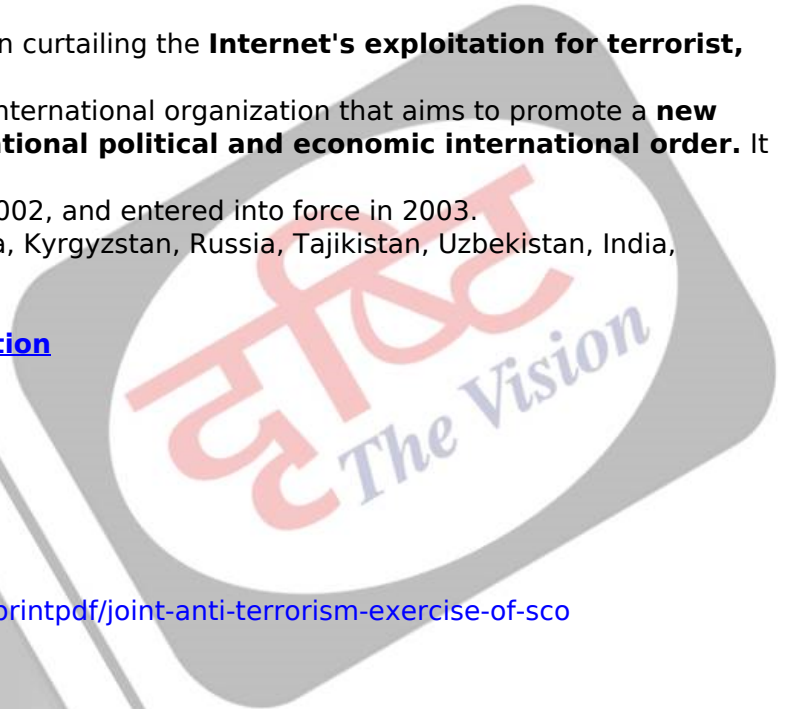 n curtailing the Internet's exploitation for terrorist,
nternational organization that aims to promote a new
tional political and economic international order. It
002, and entered into force in 2003.
a, Kyrgyzstan, Russia, Tajikistan, Uzbekistan, India,
tion
दृष्टि
The Vision
printpdf/joint-anti-terrorism-exercise-of-sco